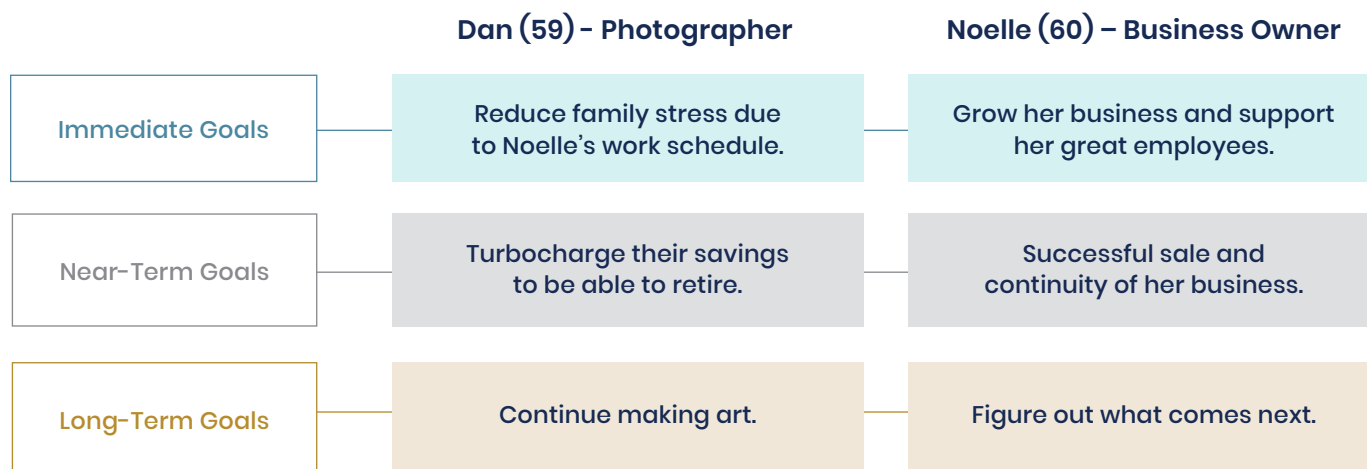 Dan (59) - Photographer
Noelle (60) – Business Owner
Immediate Goals
Reduce family stress due
to Noelle's work schedule.
Grow her business and support
her great employees.
Near-Term Goals
Turbocharge their savings
to be able to retire.
Successful sale and
continuity of her business.
Long-Term Goals
Continue making art.
Figure out what comes next.